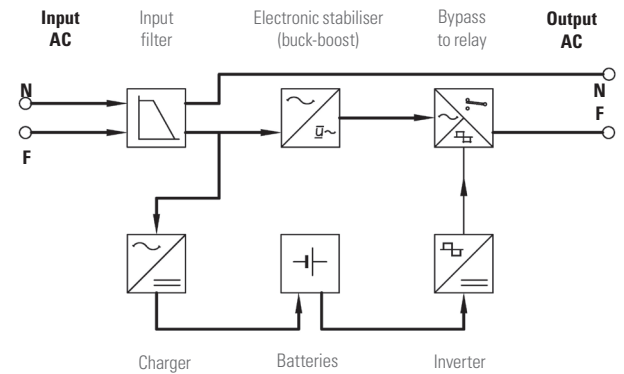 Input
AC
Input
filter
Electronic stabiliser
(buck-boost)
Bypass
to relay
Output
AC
N
N
F
F
u~
Charger
Batteries
Inverter